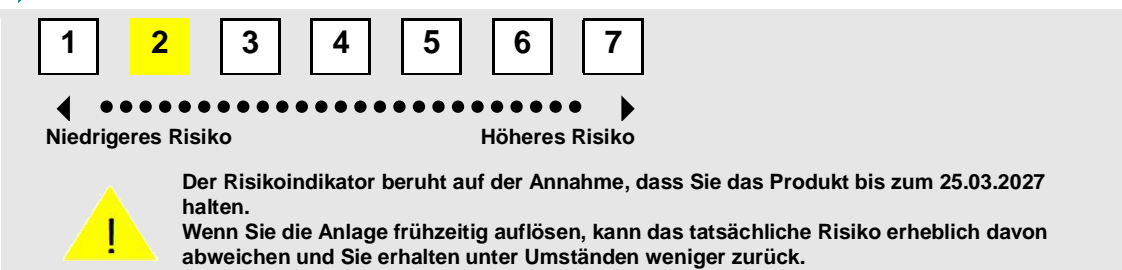 1 2 3 4 5 6 7
Niedrigeres Risiko Höheres Risiko
Der Risikoindikator beruht auf der Annahme, dass Sie das Produkt bis zum 25.03.2027
halten.
Wenn Sie die Anlage frühzeitig auflösen, kann das tatsächliche Risiko erheblich davon
! abweichen und Sie erhalten unter Umständen weniger zurück.